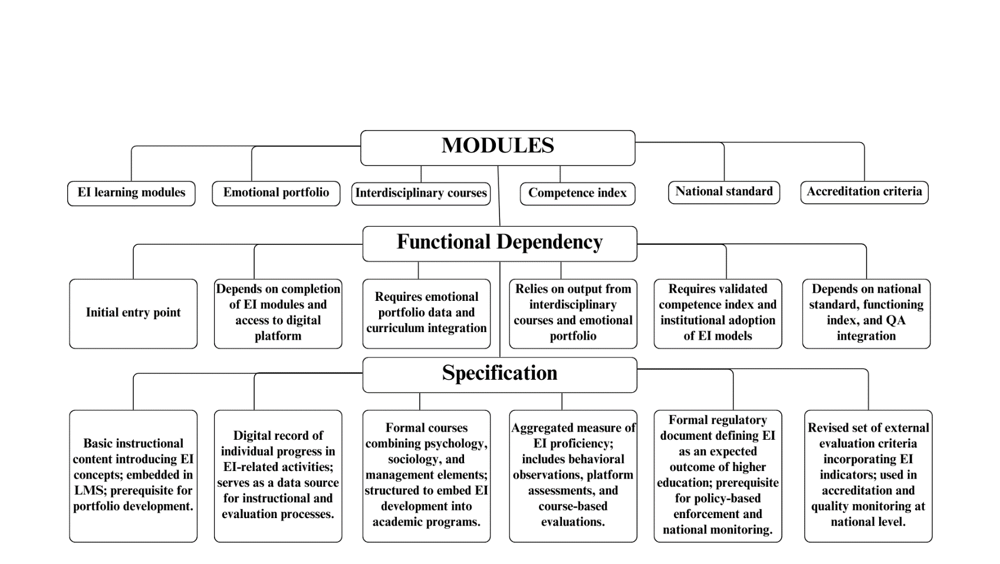 MODULES
EI learning modules
Emotional portfolio
Interdisciplinary courses
Competence index
National standard
Accreditation criteria
Functional Dependency
Initial entry point
Depends on completion
of EI modules and
access to digital
platform
Requires emotional
portfolio data and
curriculum integration
Relies on output from
interdisciplinary
courses and emotional
portfolio
Requires validated
competence index and
institutional adoption
of EI models
Depends on national
standard, functioning
index, and QA
integration
Specification
Basic instructional
content introducing EI
concepts; embedded in
LMS; prerequisite for
portfolio development.
Digital record of
individual progress in
EI-related activities;
serves as a data source
for instructional and
evaluation processes.
Formal courses
combining psychology,
sociology, and
management elements;
structured to embed EI
development into
academic programs.
Aggregated measure of
EI proficiency;
includes behavioral
observations, platform
assessments, and
course-based
evaluations.
Formal regulatory
document defining EI
as an expected
outcome of higher
education; prerequisite
for policy-based
enforcement and
national monitoring.
Revised set of external
evaluation criteria
incorporating EI
indicators; used in
accreditation and
quality monitoring at
national level.